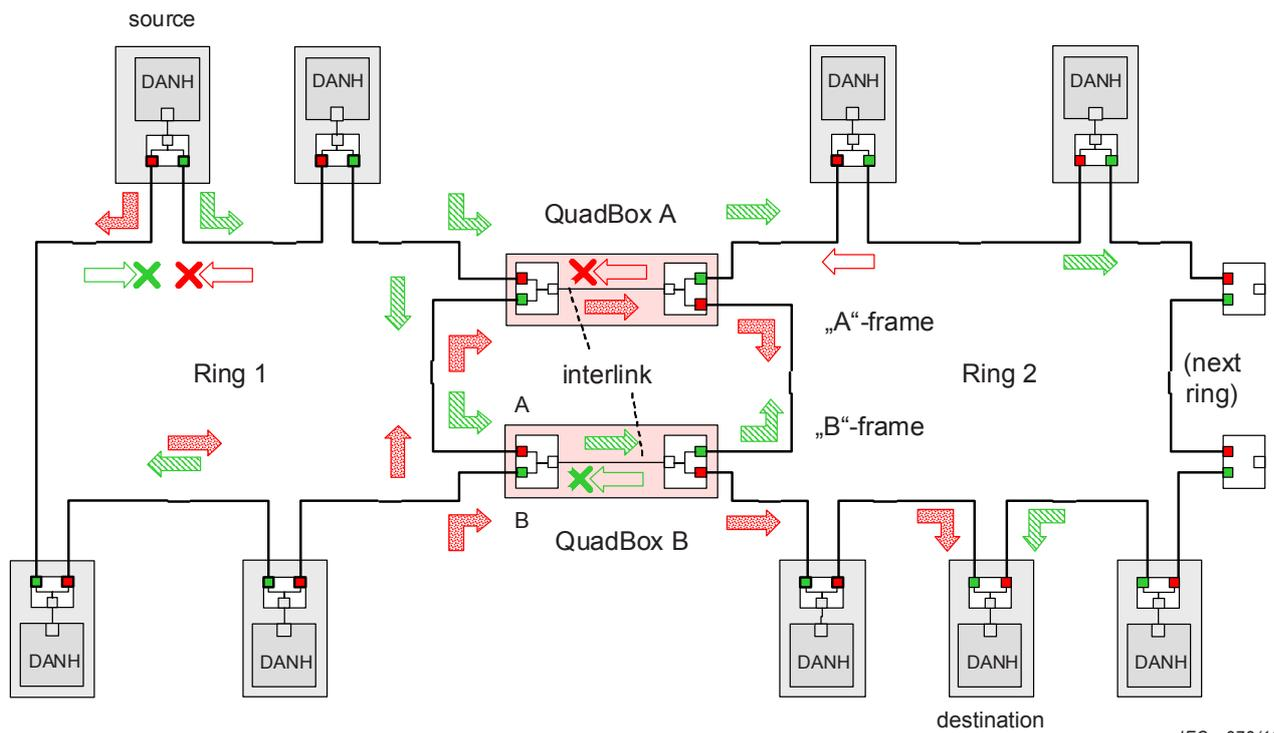 source
DANH
DANH
DANH
DANH
QuadBox A
„A“-frame
Ring 1
interlink
Ring 2
(next
ring)
A
„B“-frame
B
QuadBox B
DANH
DANH
DANH
DANH
DANH
destination